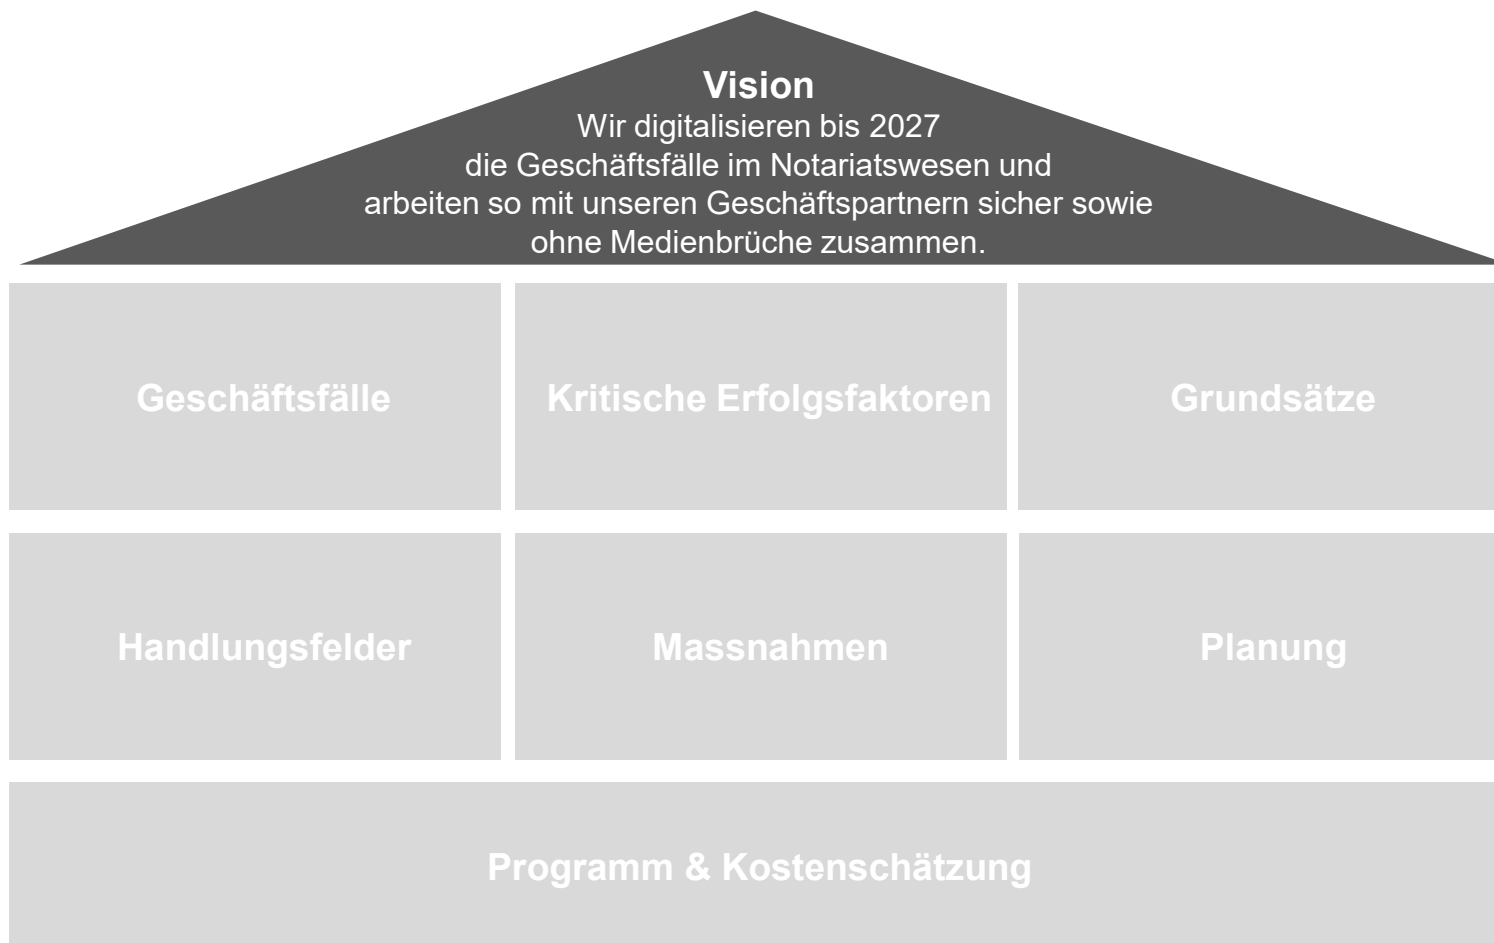 Vision
Wir digitalisieren bis 2027
die Geschäftsfälle im Notariatswesen und
arbeiten so mit unseren Geschäftspartnern sicher sowie
ohne Medienbrüche zusammen.
Geschäftsfälle
Kritische Erfolgsfaktoren
Grundsätze
Handlungsfelder
Massnahmen
Planung
Programm & Kostenschätzung